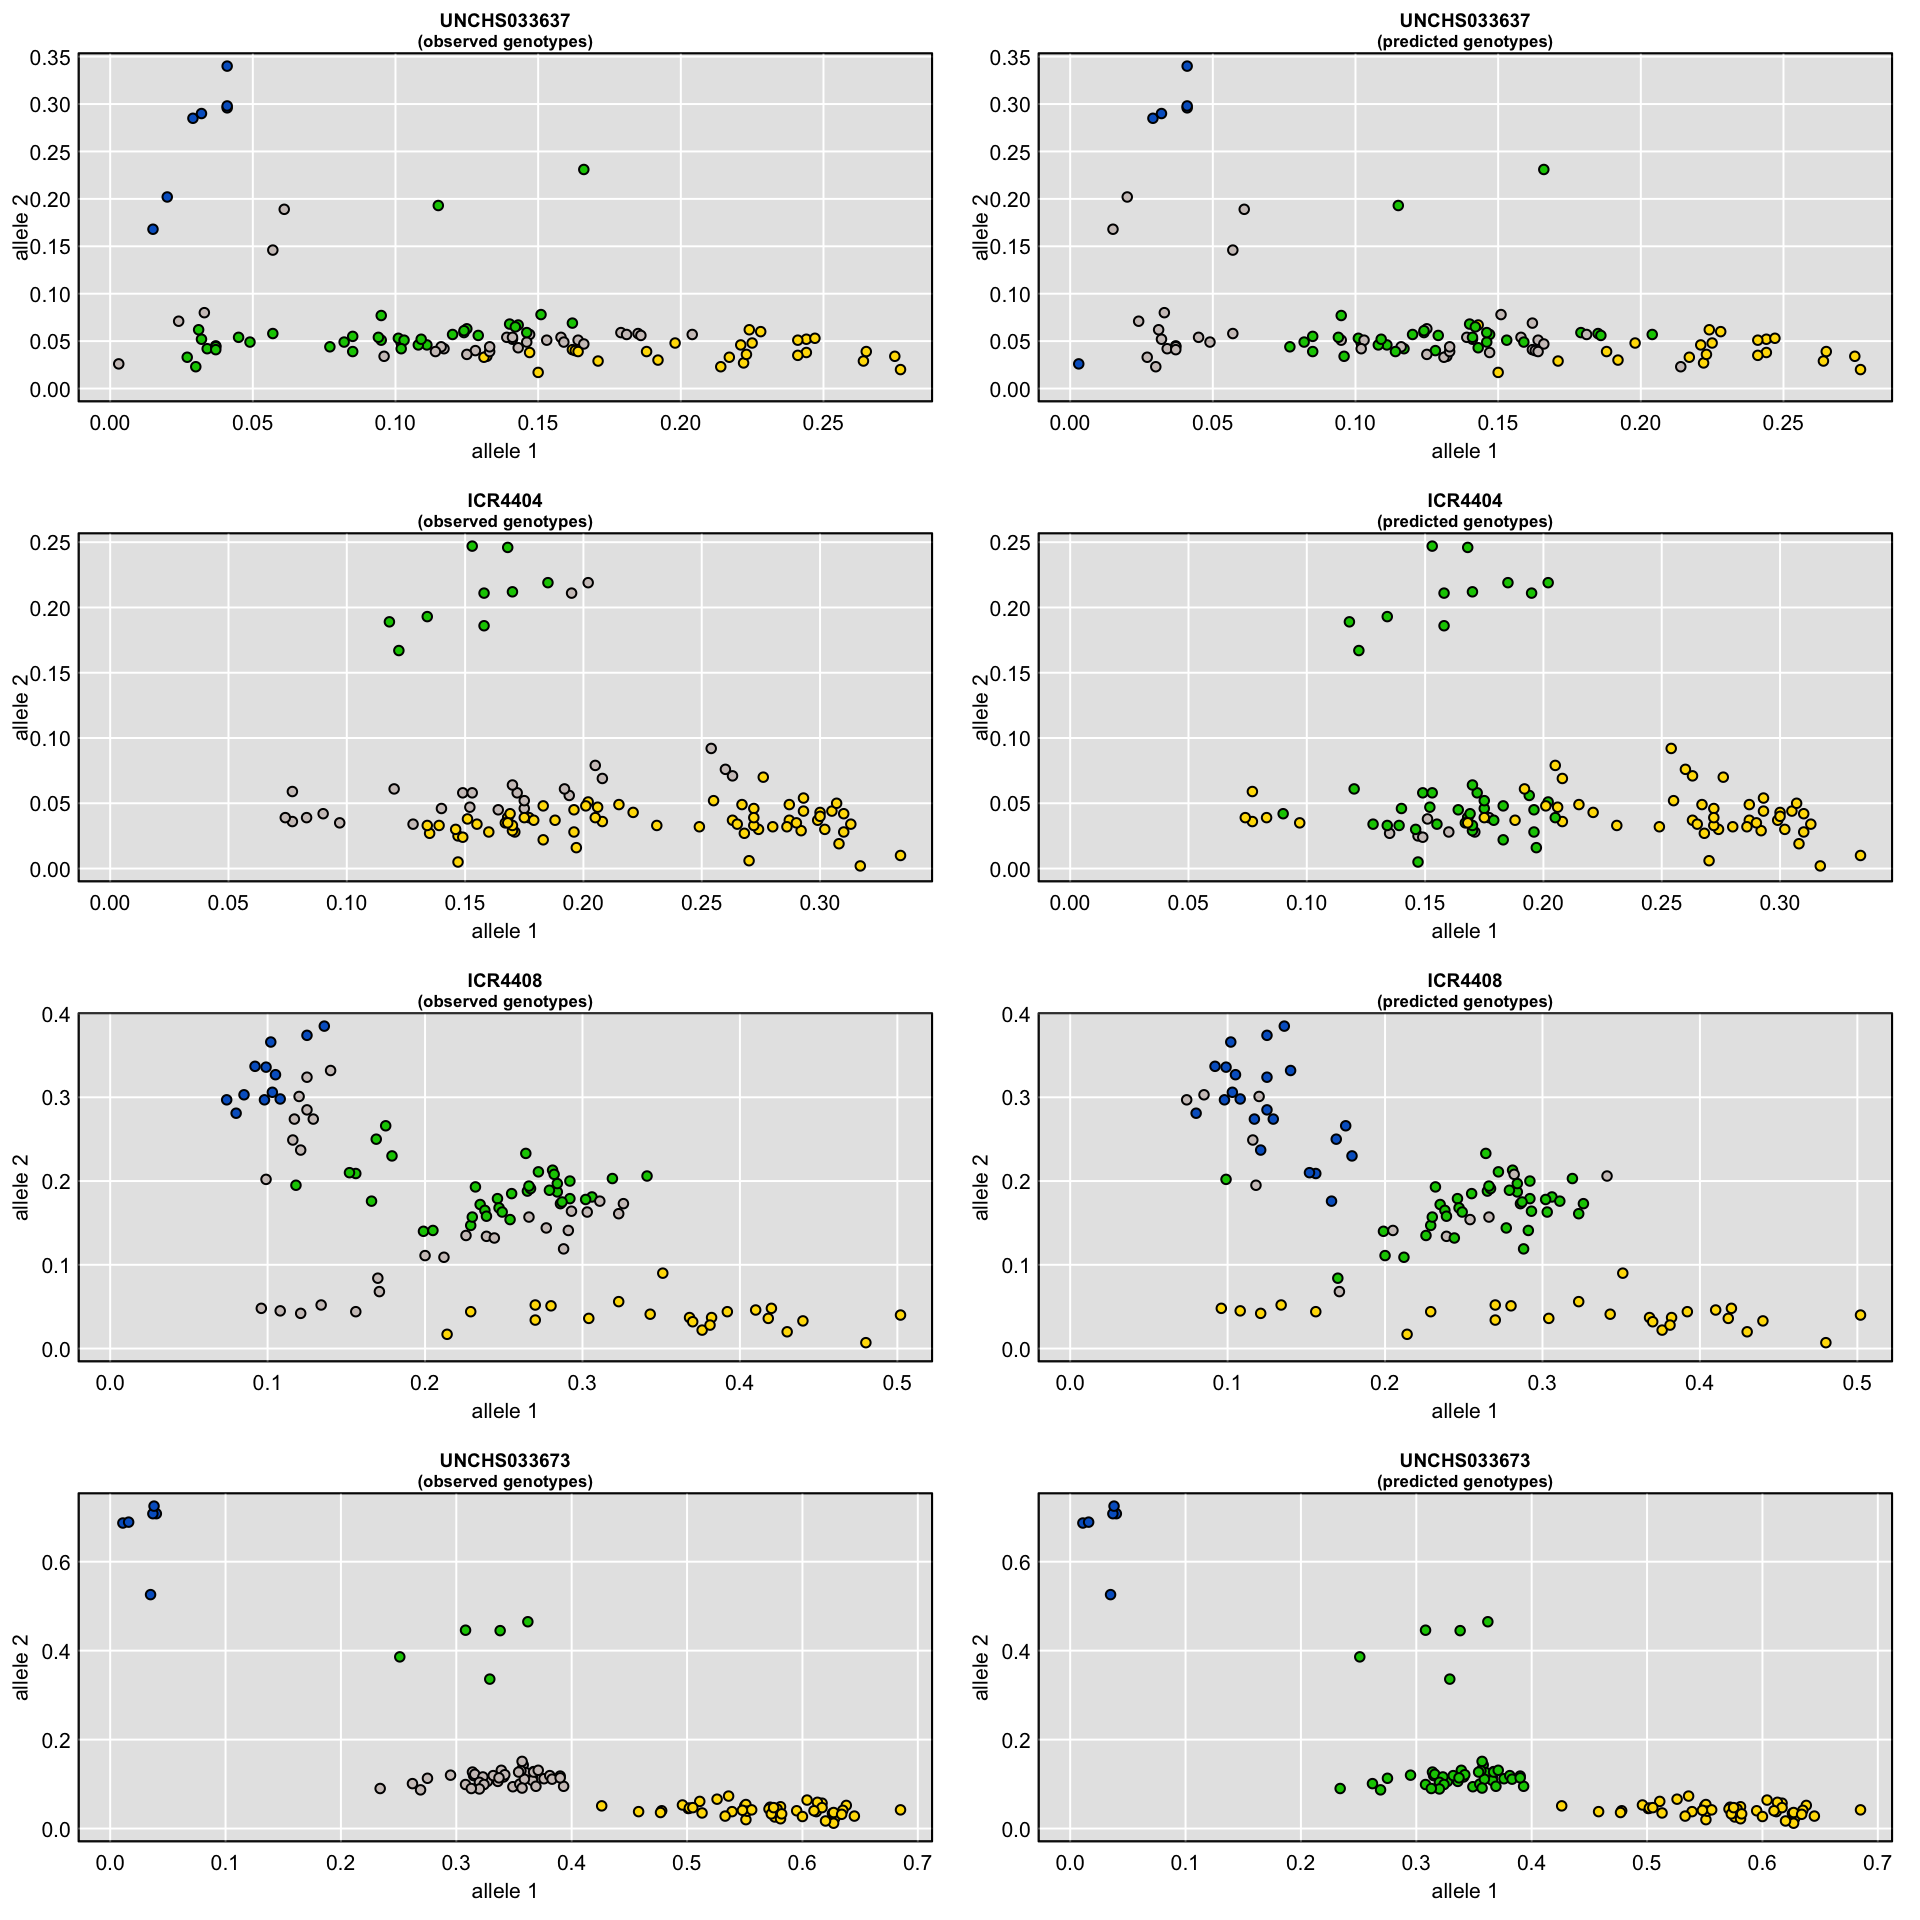 UNCHS033637
(observed genotypes)
allele 2
0.35
0.30
0.25
0.20
0.15
0.10
0.05
0.00
0.00 0.05 0.10 0.15 0.20 0.25
allele 1
UNCHS033637
(predicted genotypes)
allele 2
0.35
0.30
0.25
0.20
0.15
0.10
0.05
0.00
0.00 0.05 0.10 0.15 0.20 0.25
allele 1
ICR4404
(observed genotypes)
allele 2
0.25
0.20
0.15
0.10
0.05
0.00
0.00 0.05 0.10 0.15 0.20 0.25 0.30
allele 1
ICR4404
(predicted genotypes)
allele 2
0.25
0.20
0.15
0.10
0.05
0.00
0.00 0.05 0.10 0.15 0.20 0.25 0.30
allele 1
ICR4408
(observed genotypes)
allele 2
0.4
0.3
0.2
0.1
0.0
0.0 0.1 0.2 0.3 0.4 0.5
allele 1
ICR4408
(predicted genotypes)
allele 2
0.4
0.3
0.2
0.1
0.0
0.0 0.1 0.2 0.3 0.4 0.5
allele 1
UNCHS033673
(observed genotypes)
allele 2
0.6
0.4
0.2
0.0
0.0 0.1 0.2 0.3 0.4 0.5 0.6 0.7
allele 1
UNCHS033673
(predicted genotypes)
allele 2
0.6
0.4
0.2
0.0
0.0 0.1 0.2 0.3 0.4 0.5 0.6 0.7
allele 1